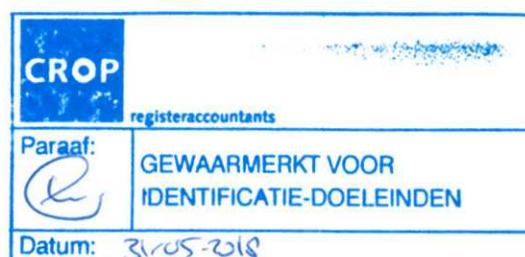 CROP
registeraccountants
Paraaf:
GEWAARMERKT VOOR
IDENTIFICATIE-DOELEINDEN
Datum: 31-05-2018